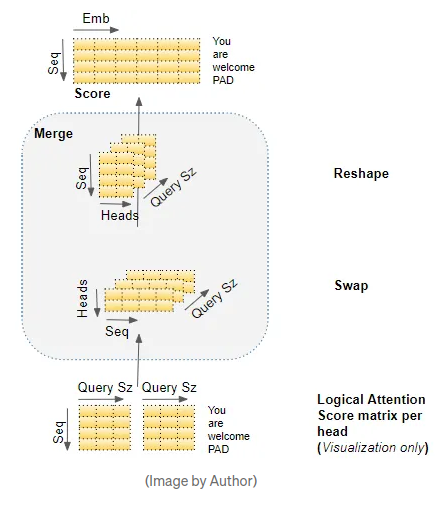 Emb
Seq
You
are
welcome
PAD
Score
Merge
Seq
Query Sz
Heads
Reshape
Heads
Query Sz
Seq
Swap
Query Sz Query Sz
Seq
You
are
welcome
PAD
Logical Attention
Score matrix per
head
(Visualization only)
(Image by Author)